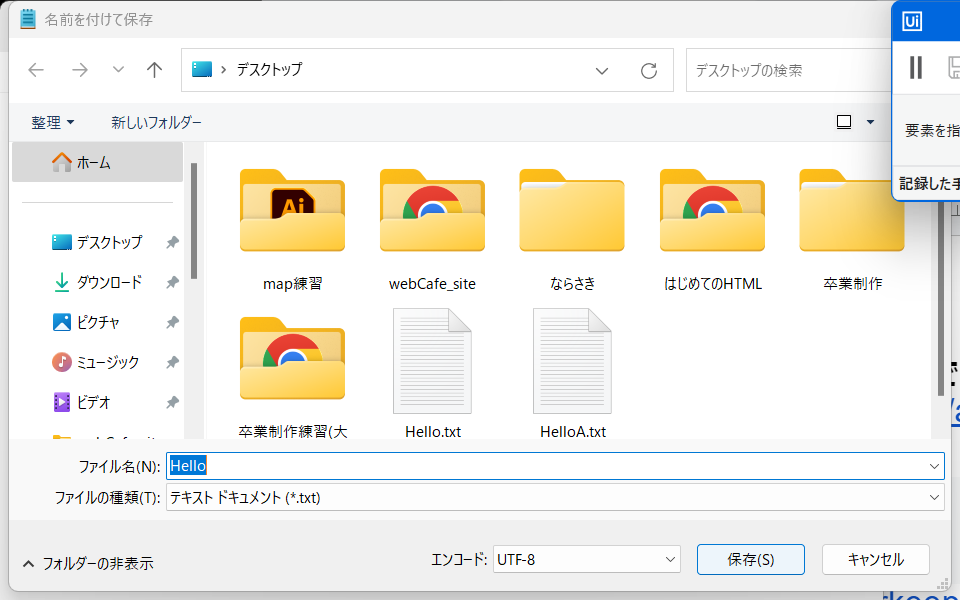 名前を付けて保存
デスクトップ
デスクトップの検索
整理
新しいフォルダー
Ui
要素を指
記録した手
ホーム
デスクトップ
ダウンロード
ピクチャ
ミュージック
ビデオ
Ai
map練習
webCafe_site
ならさき
はじめてのHTML
卒業制作
卒業制作練習(大
Hello.txt
HelloA.txt
ファイル名(N):
Hello
ファイルの種類(T):
テキスト ドキュメント (*.txt)
フォルダーの非表示
エンコード:
UTF-8
保存(S)
キャンセル